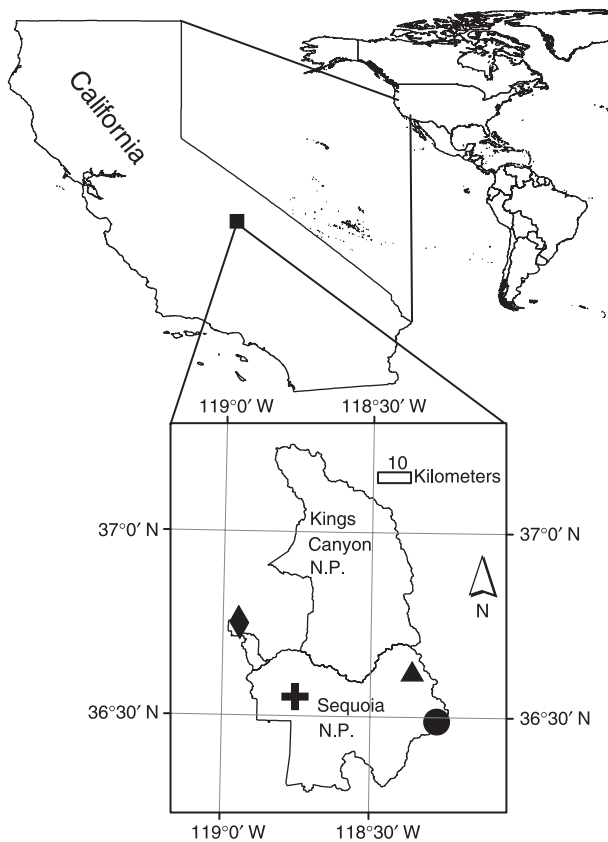 California
119°0′ W
118°30′ W
10
Kilometers
Kings
Canyon
N.P.
37°0′ N
37°0′ N
N
Sequoia
N.P.
36°30′ N
36°30′ N
119°0′ W
118°30′ W